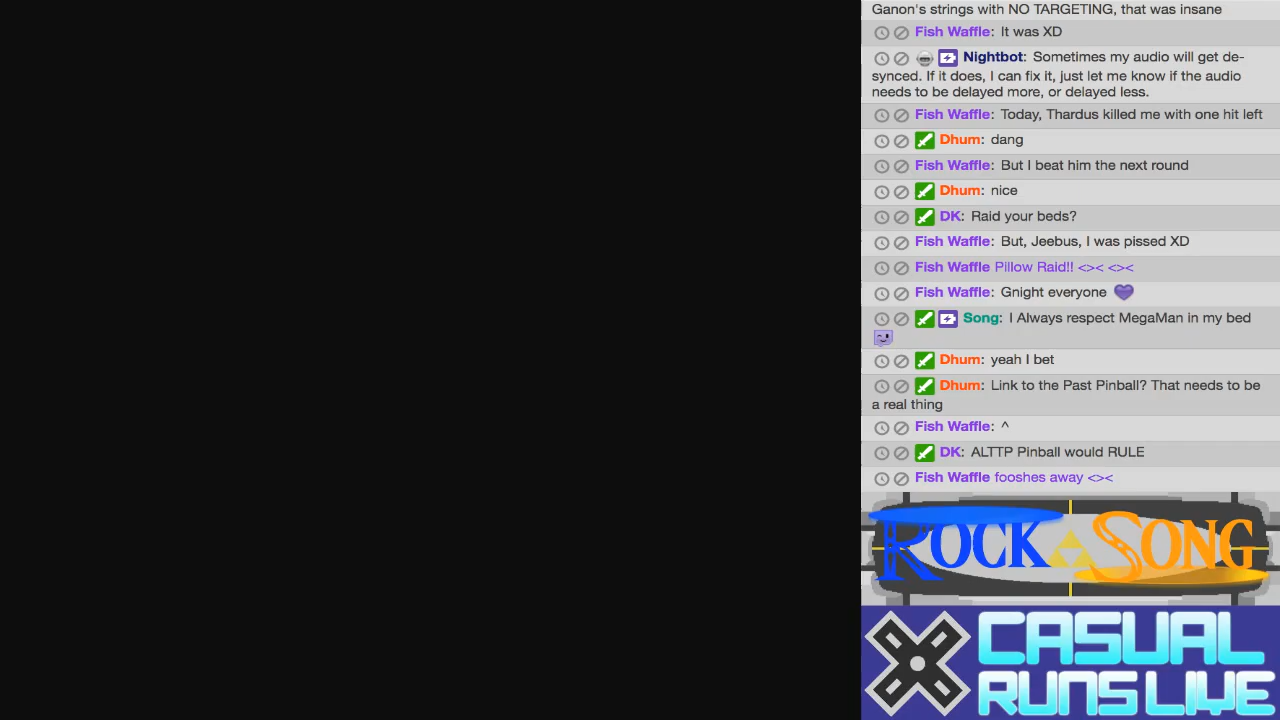 Ganon's strings with NO TARGETING, that was insane
Fish Waffle: It was XD
Nightbot: Sometimes my audio will get de-
synced. If it does, I can fix it, just let me know if the audio
needs to be delayed more, or delayed less.
Fish Waffle: Today, Thardus killed me with one hit left
Dhum: dang
Fish Waffle: But I beat him the next round
Dhum: nice
DK: Raid your beds?
Fish Waffle: But, Jeebus, I was pissed XD
Fish Waffle Pillow Raid!! <>< <><
Fish Waffle: Gnight everyone
Song: I Always respect MegaMan in my bed
Dhum: yeah I bet
Dhum: Link to the Past Pinball? That needs to be
a real thing
Fish Waffle: ^
DK: ALTTP Pinball would RULE
Fish Waffle fooshes away <><
ROCK SONG
CASUAL
RUNS LIVE